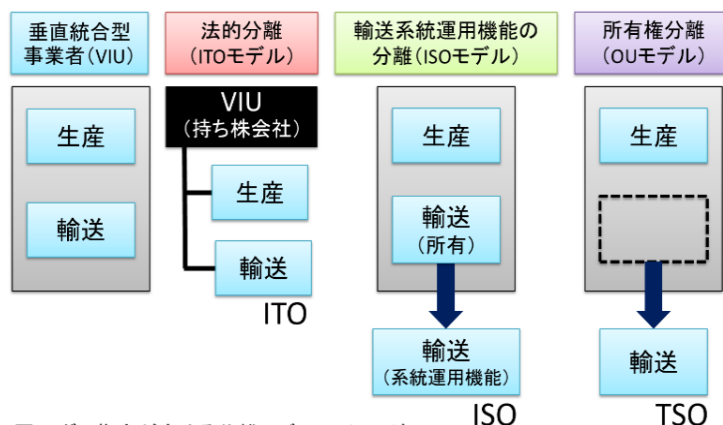 垂直統合型
事業者(VIU)
法的分離
(ITOモデル)
輸送系統運用機能の
分離(ISOモデル)
所有権分離
(OUモデル)
生産
輸送
VIU
(持ち株会社)
生産
輸送
ITO
生産
輸送
(所有)
輸送
(系統運用機能)
ISO
生産
輸送
TSO